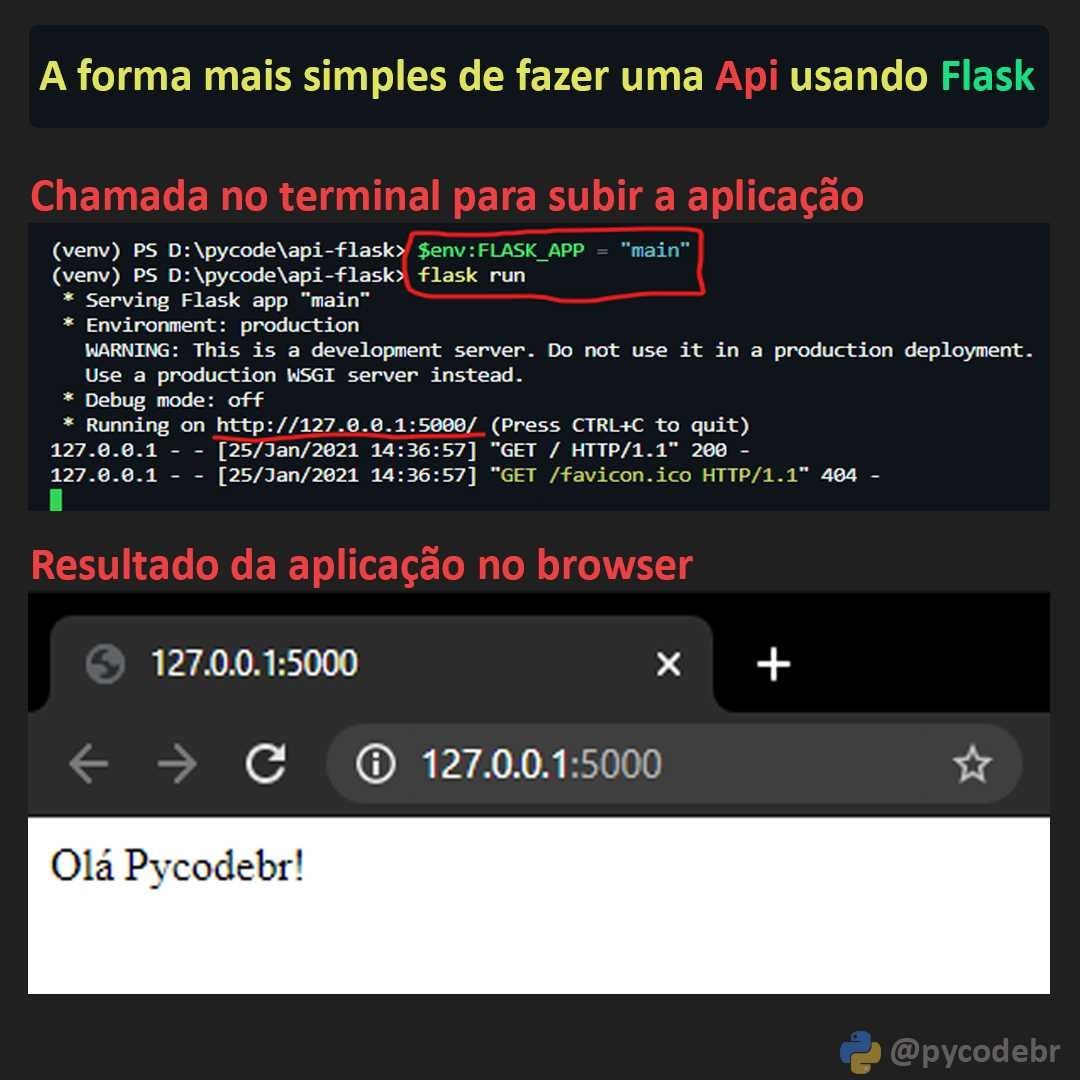 A forma mais simples de fazer uma Api usando Flask
Chamada no terminal para subir a aplicação
(venv) PS D:\pycode\api-flask> $env:FLASK_APP = "main"
(venv) PS D:\pycode\api-flask> flask run
* Serving Flask app "main"
* Environment: production
WARNING: This is a development server. Do not use it in a production deployment.
Use a production WSGI server instead.
* Debug mode: off
* Running on http://127.0.0.1:5000/ (Press CTRL+C to quit)
127.0.0.1 - - [25/Jan/2021 14:36:57] "GET / HTTP/1.1" 200 -
127.0.0.1 - - [25/Jan/2021 14:36:57] "GET /favicon.ico HTTP/1.1" 404 -
Resultado da aplicação no browser
127.0.0.1:5000
127.0.0.1:5000
Olá Pycodebr!
@pycodebr